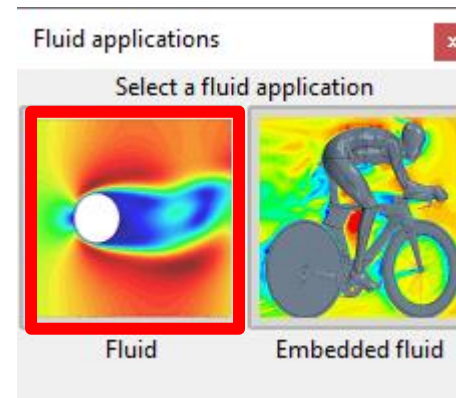 Fluid applications
Select a fluid application
Fluid
Embedded fluid